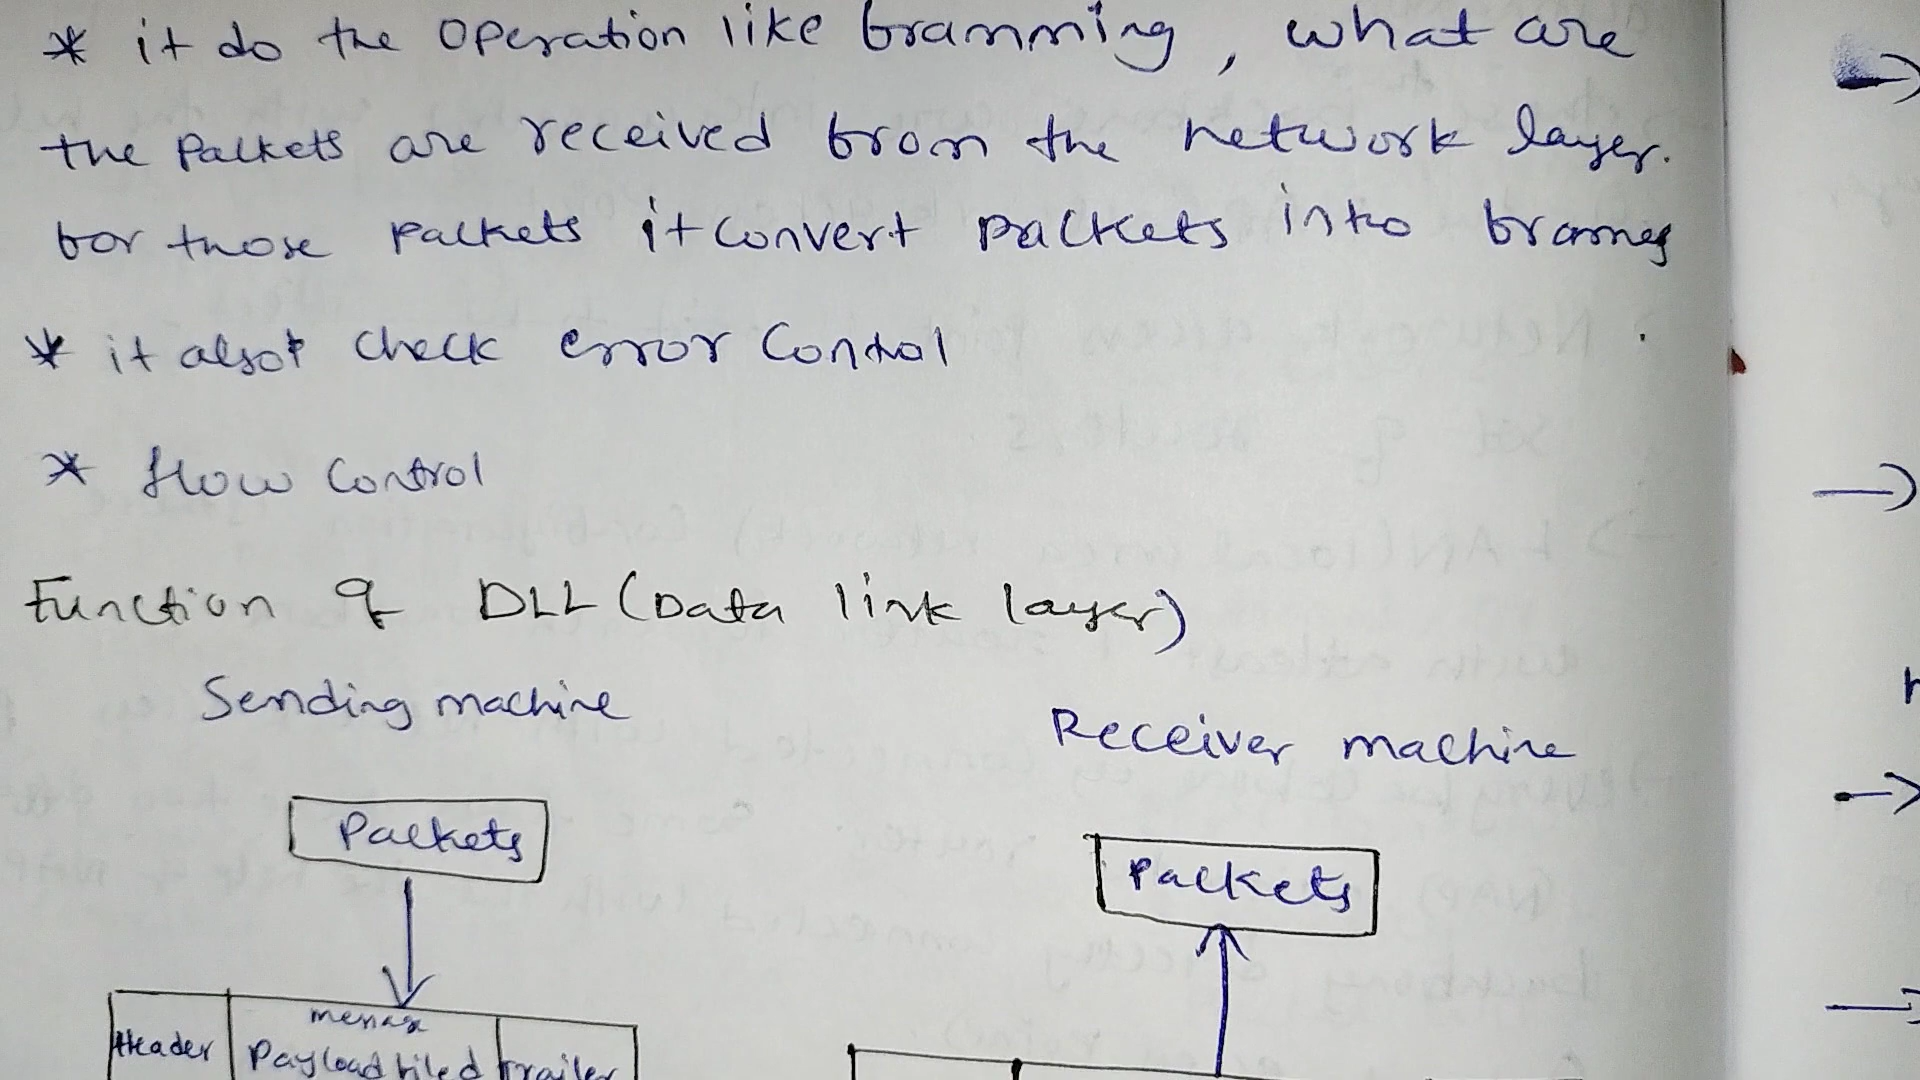 * it do the operation like framming, what are
the Packets are received from the network layer.
for those packets it convert packets into frames
* it also check error Control
* flow Control
Function of DLL (Data link layer)
Sending machine
Receiver machine
Packets
Packets
Header
message
Payload filed
Trailer